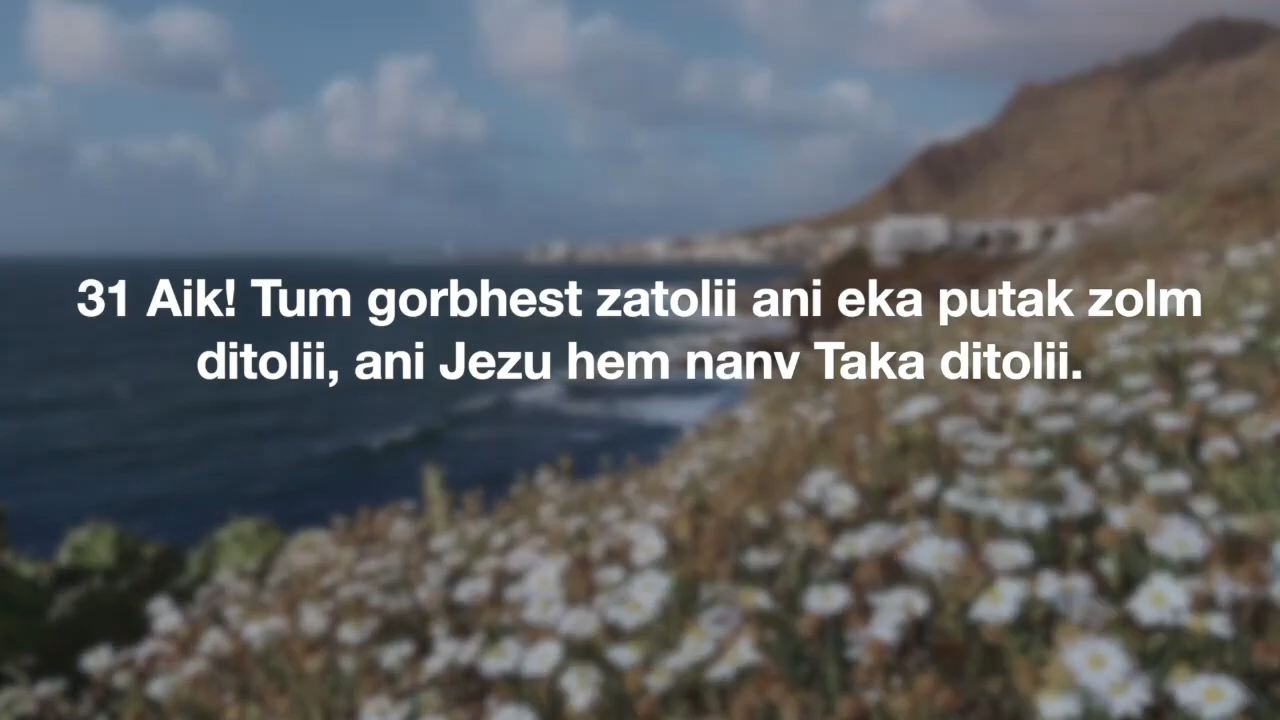 31 Aik! Tum gorbhest zatolii ani eka putak zolm
ditolii, ani Jezu hem nanv Taka ditolii.